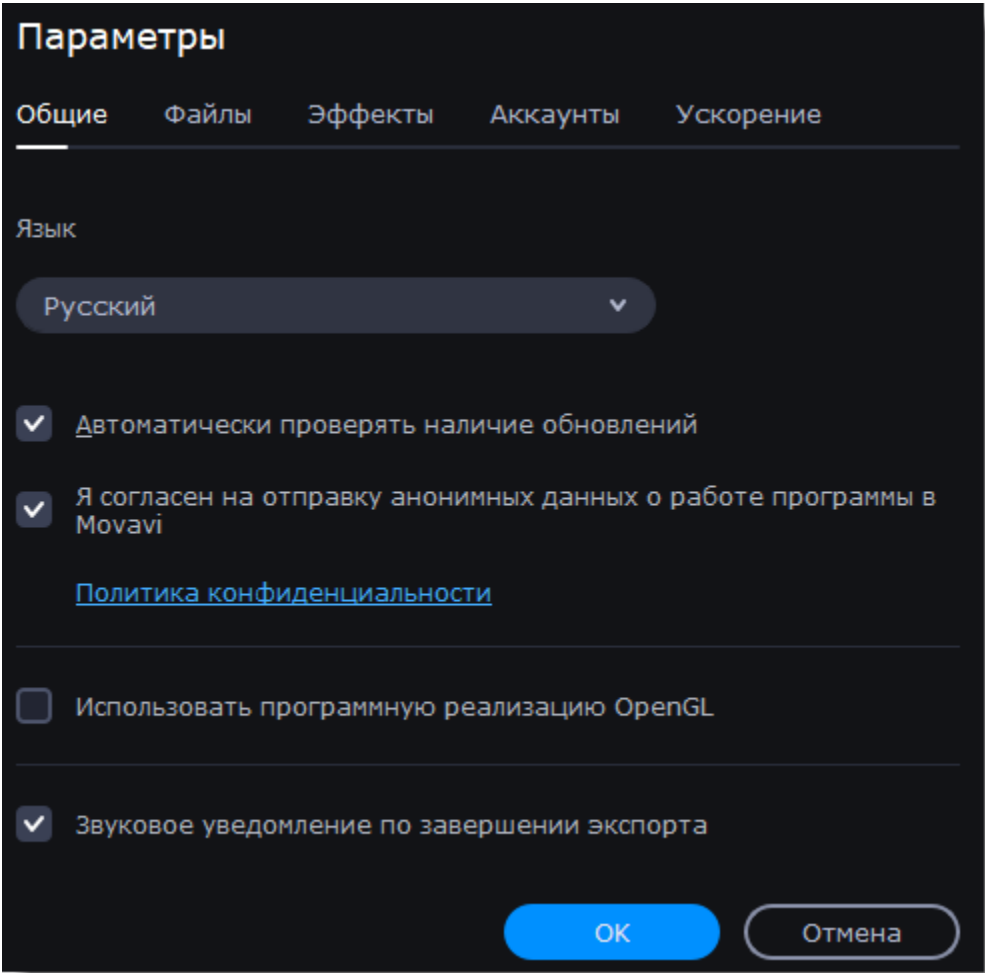 Параметры
Общие Файлы Эффекты Аккаунты Ускорение
Язык
Русский
Автоматически проверять наличие обновлений
Я согласен на отправку анонимных данных о работе программы в
Movavi
Политика конфиденциальности
Использовать программную реализацию OpenGL
Звуковое уведомление по завершении экспорта
OK Отмена